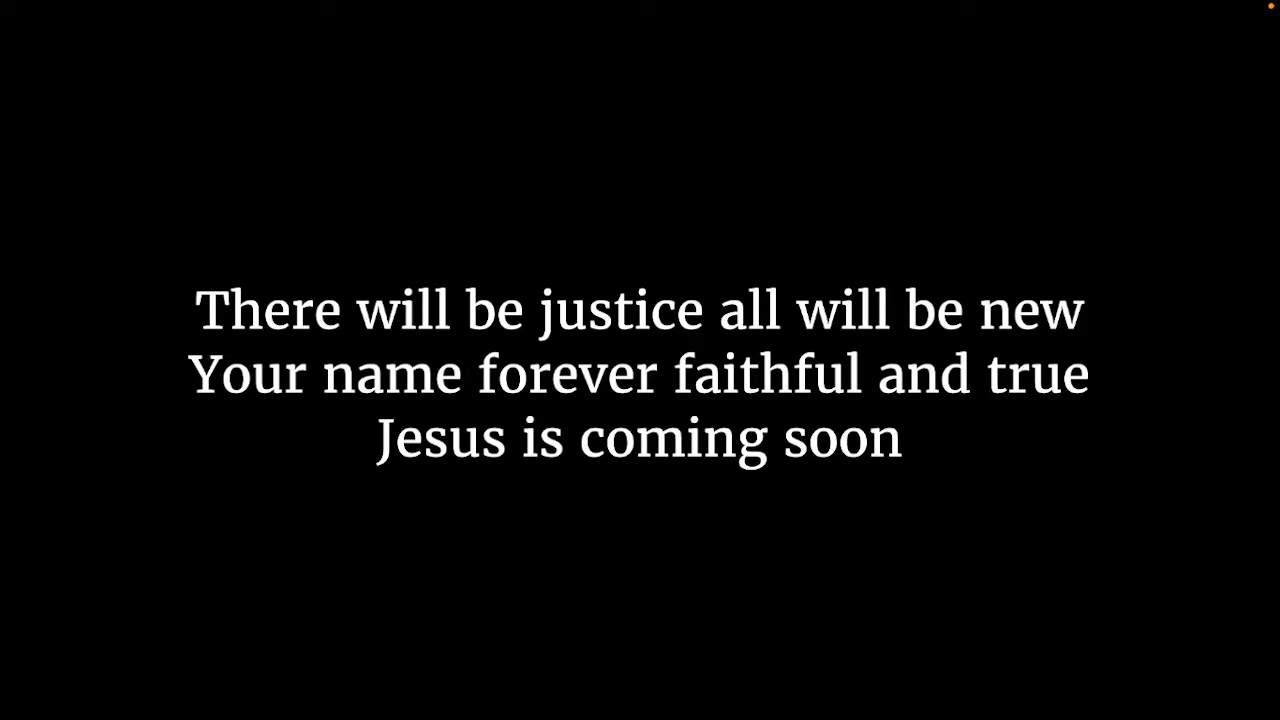 There will be justice all will be new
Your name forever faithful and true
Jesus is coming soon